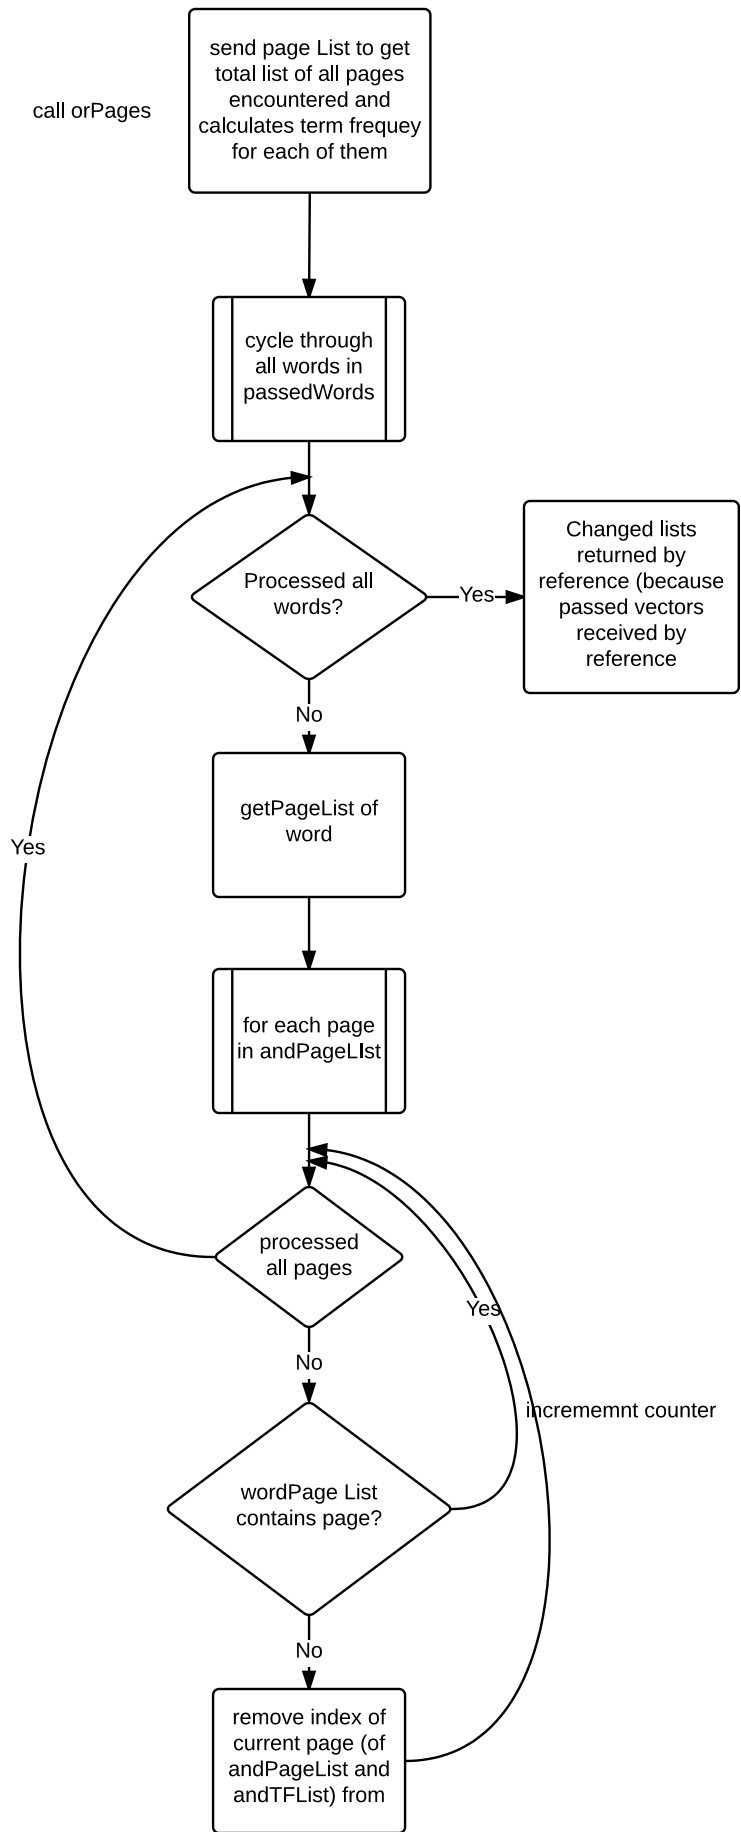 send page List to get
total list of all pages
encountered and
calculates term frequey
for each of them
call orPages
cycle through
all words in
passedWords
Processed all
words?
Yes
Changed lists
returned by
reference (because
passed vectors
received by
reference
No
getPageList of
word
Yes
for each page
in andPageLIst
processed
all pages
Yes
No
incrememnt counter
wordPage List
contains page?
No
remove index of
current page (of
andPageList and
andTFList) from